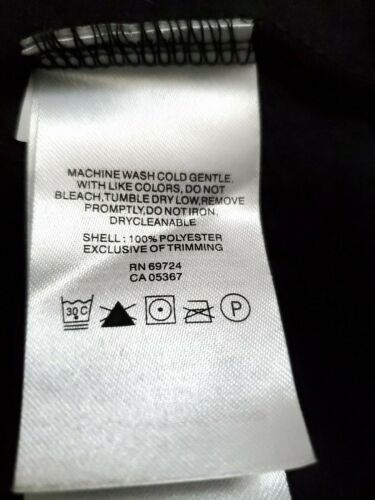 MACHINE WASH COLD GENTLE,
WITH LIKE COLORS, DO NOT
BLEACH,TUMBLE DRY LOW,REMOVE
PROMPTLY,DO NOT IRON.
DRYCLEANABLE
SHELL: 100% POLYESTER
EXCLUSIVE OF TRIMMING
RN 69724
CA 05367
30 C P